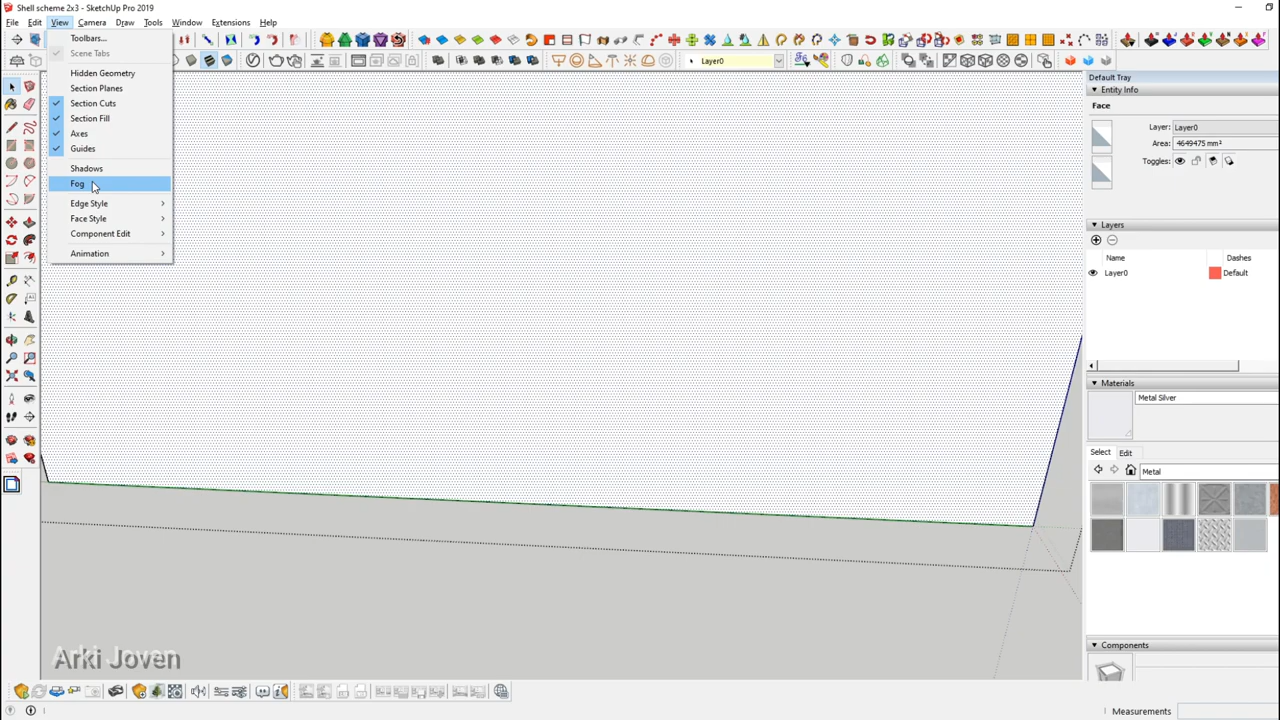 Shell scheme 2x3 - SketchUp Pro 2019
File Edit View Camera Draw Tools Window Extensions Help
Toolbars...
Scene Tabs
Hidden Geometry
Section Planes
Section Cuts
Section Fill
Axes
Guides
Shadows
Fog
Edge Style
Face Style
Component Edit
Animation
Layer0
Default Tray
Entity Info
Face
Layer: Layer0
Area: 4649475 mm²
Toggles:
Layers
Name Dashes
Layer0 Default
Materials
Metal Silver
Select Edit
Metal
Components
Arki Joven
Measurements